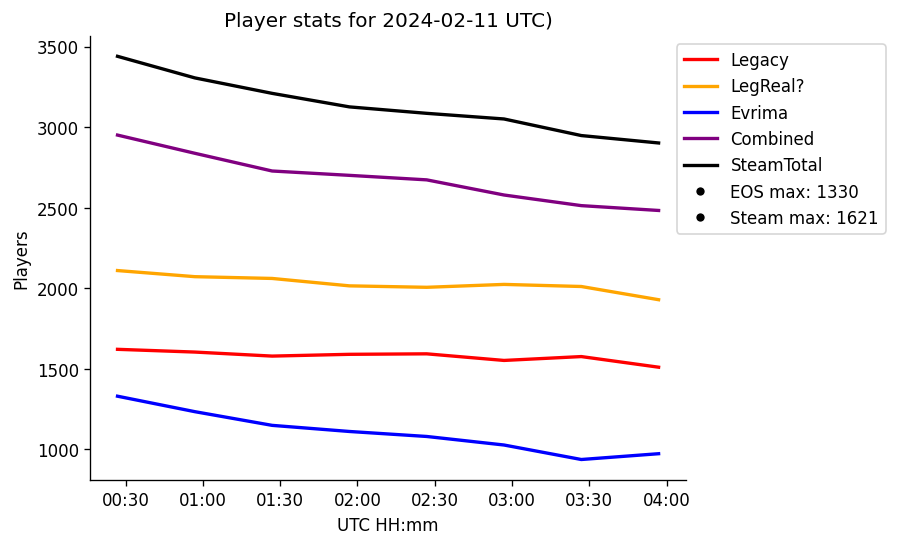 Player stats for 2024-02-11 UTC)
3500
3000
2500
2000
1500
1000
Players
00:30 01:00 01:30 02:00 02:30 03:00 03:30 04:00
UTC HH:mm
Legacy
LegReal?
Evrima
Combined
SteamTotal
EOS max: 1330
Steam max: 1621